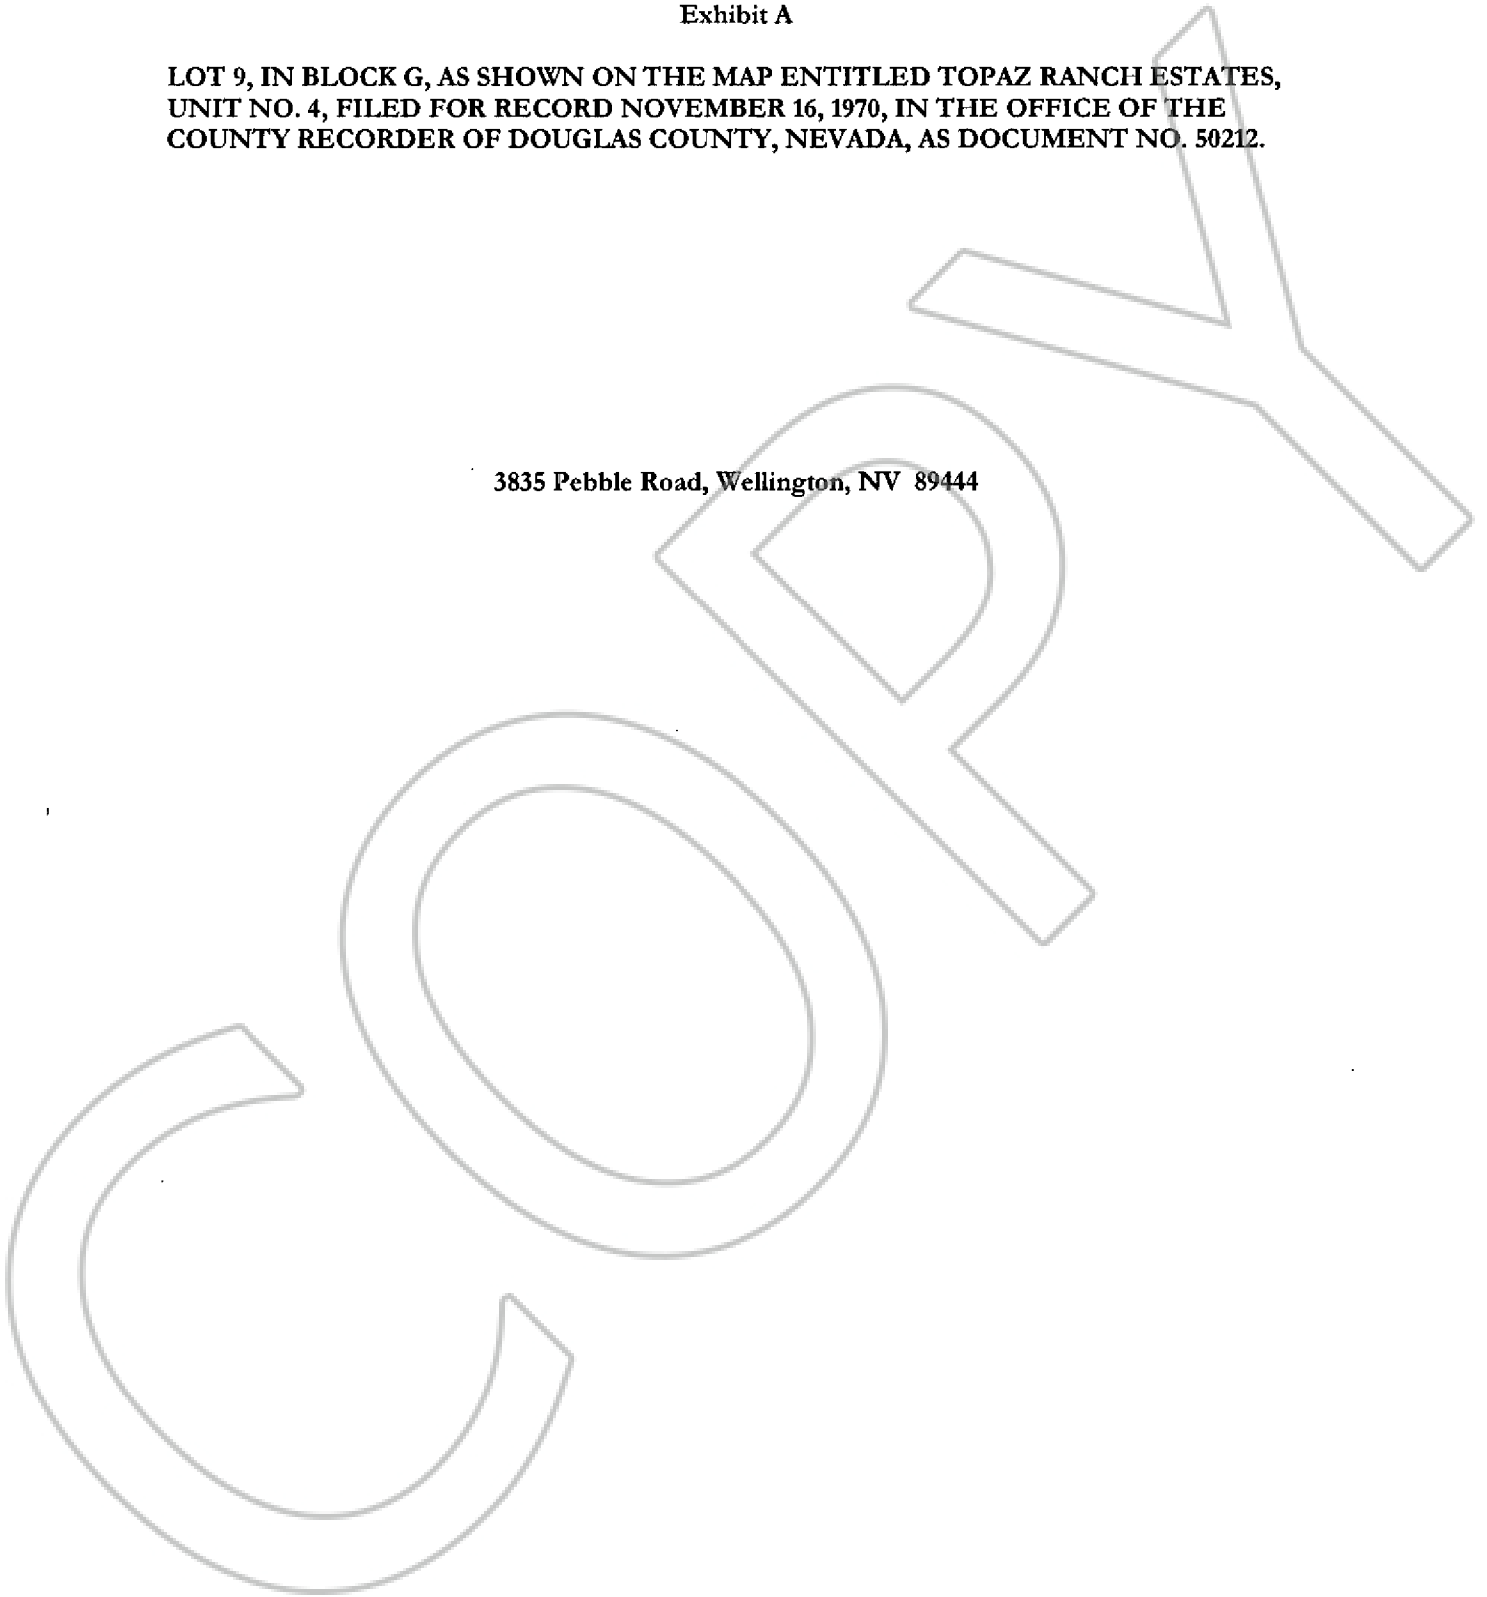 Exhibit A
LOT 9, IN BLOCK G, AS SHOWN ON THE MAP ENTITLED TOPAZ RANCH ESTATES,
UNIT NO. 4, FILED FOR RECORD NOVEMBER 16, 1970, IN THE OFFICE OF THE
COUNTY RECORDER OF DOUGLAS COUNTY, NEVADA, AS DOCUMENT NO. 50212.
3835 Pebble Road, Wellington, NV 89444
COPY